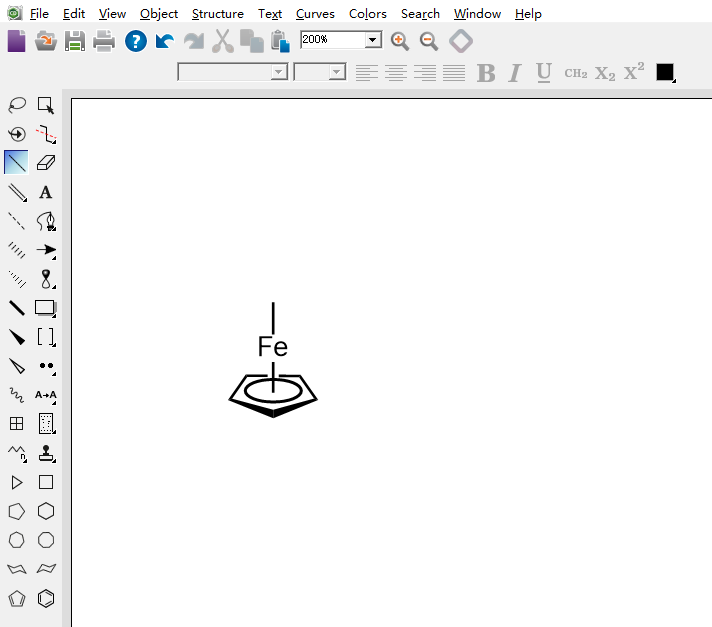 File Edit View Object Structure Text Curves Colors Search Window Help
200%
B I U CH2 X2 X2
A
A→A
n
Fe